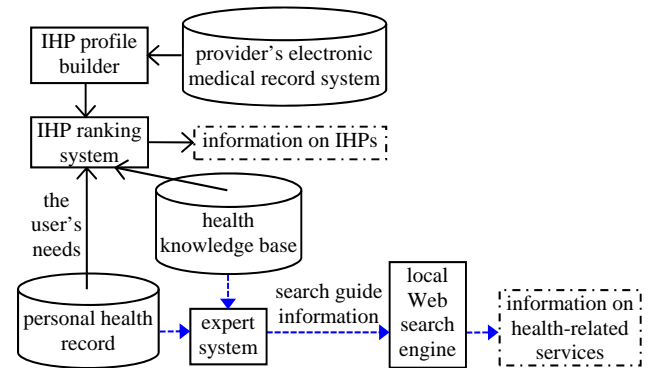 IHP profile
builder
provider’s electronic
medical record system
IHP ranking
system
information on IHPs
the
user’s
needs
health
knowledge base
personal health
record
expert
system
search guide
information
local
Web
search
engine
information on
health-related
services